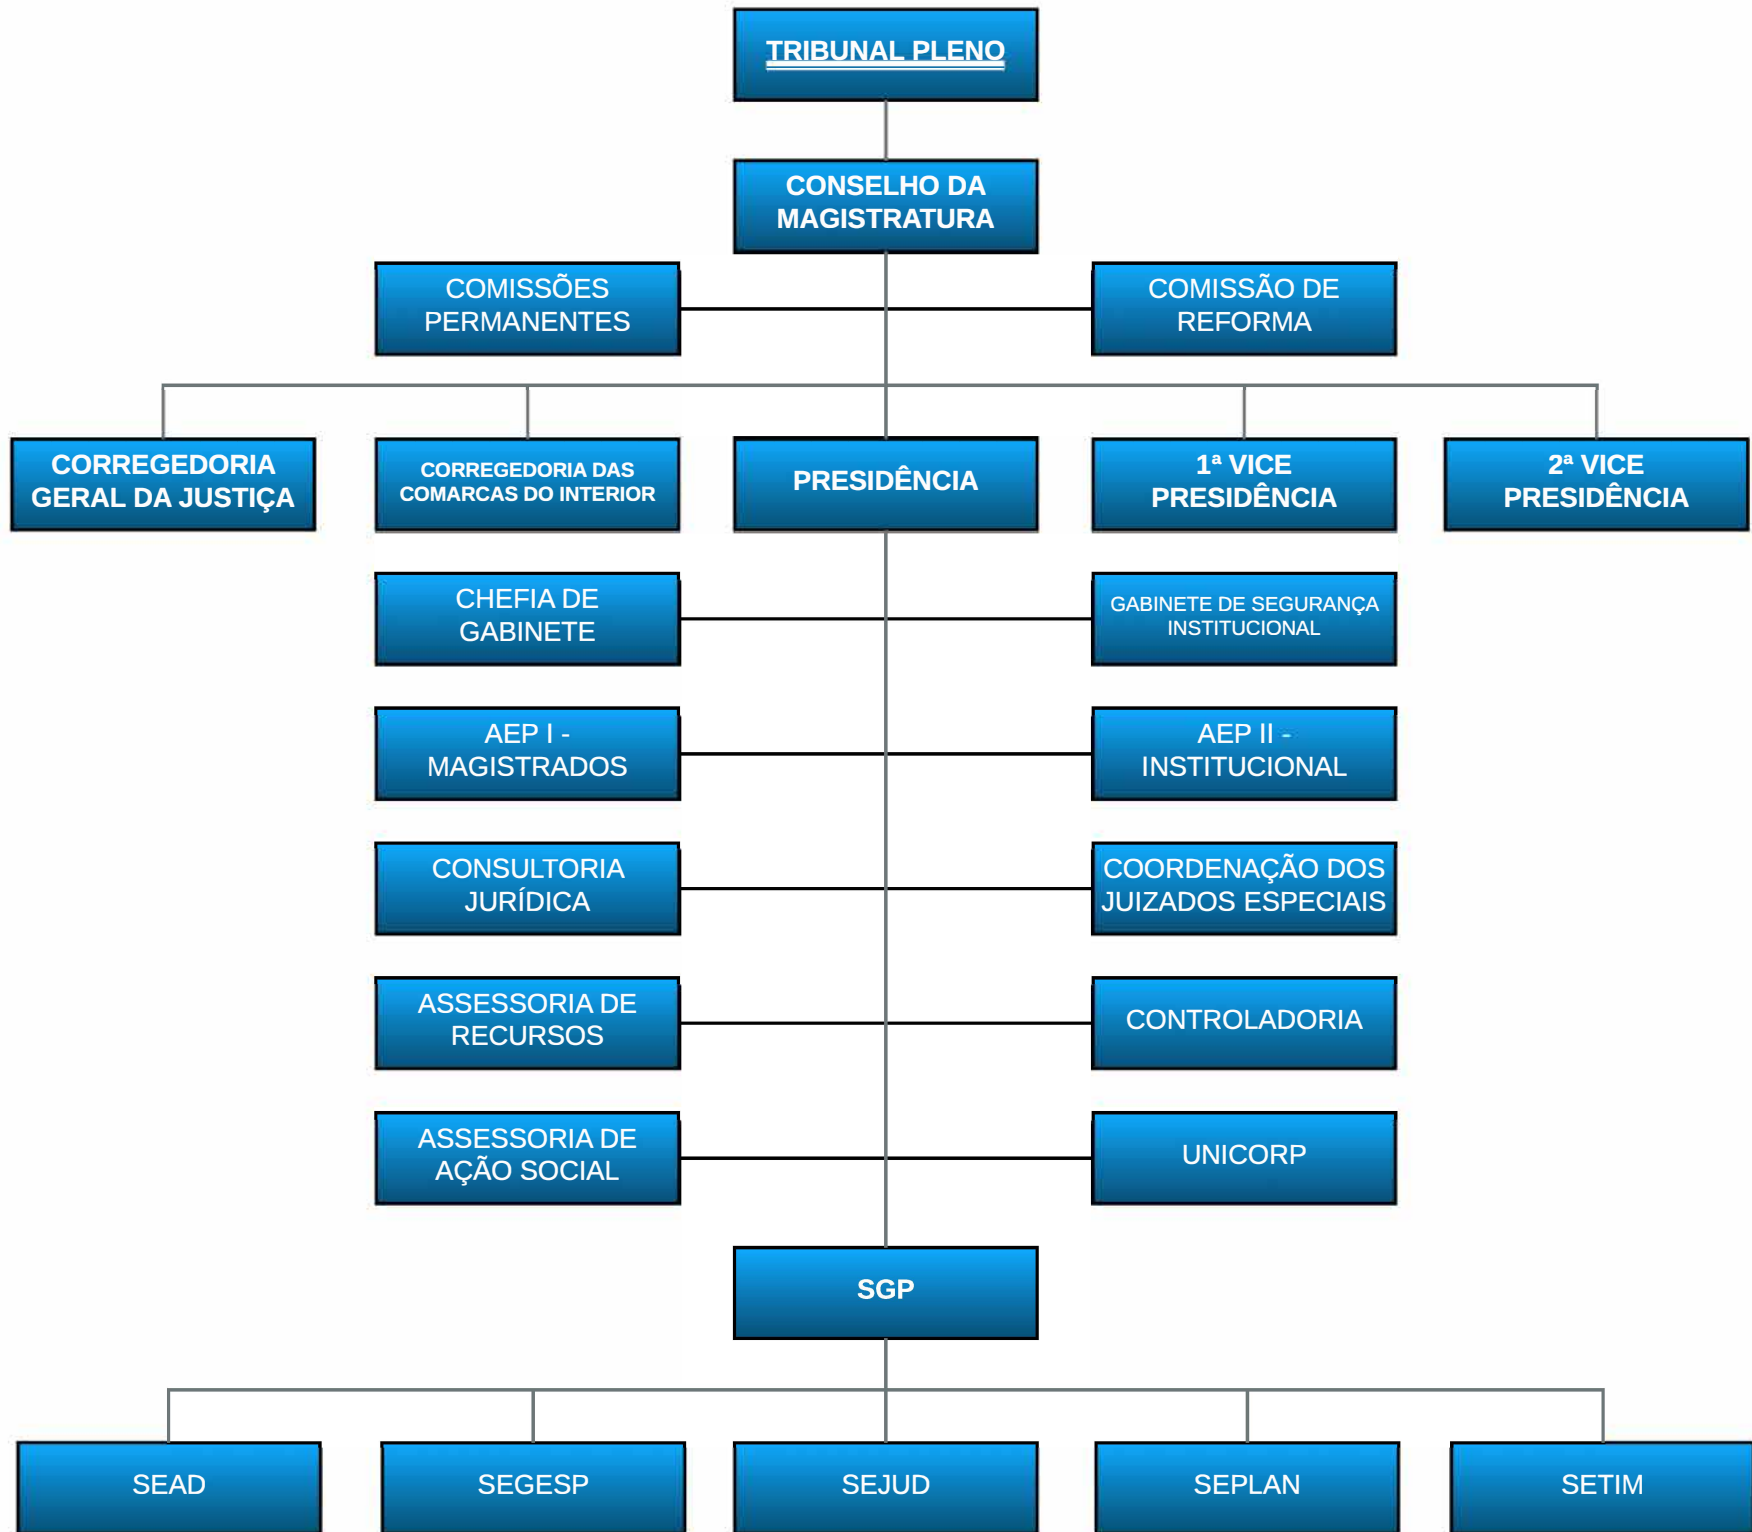 TRIBUNAL PLENO
CONSELHO DA
MAGISTRATURA
COMISSÕES
PERMANENTES
COMISSÃO DE
REFORMA
CORREGEDORIA
GERAL DA JUSTIÇA
CORREGEDORIA DAS
COMARCAS DO INTERIOR
PRESIDÊNCIA
1ª VICE
PRESIDÊNCIA
2ª VICE
PRESIDÊNCIA
CHEFIA DE
GABINETE
GABINETE DE SEGURANÇA
INSTITUCIONAL
AEP I -
MAGISTRADOS
AEP II -
INSTITUCIONAL
CONSULTORIA
JURÍDICA
COORDENAÇÃO DOS
JUIZADOS ESPECIAIS
ASSESSORIA DE
RECURSOS
CONTROLADORIA
ASSESSORIA DE
AÇÃO SOCIAL
UNICORP
SGP
SEAD
SEGESP
SEJUD
SEPLAN
SETIM